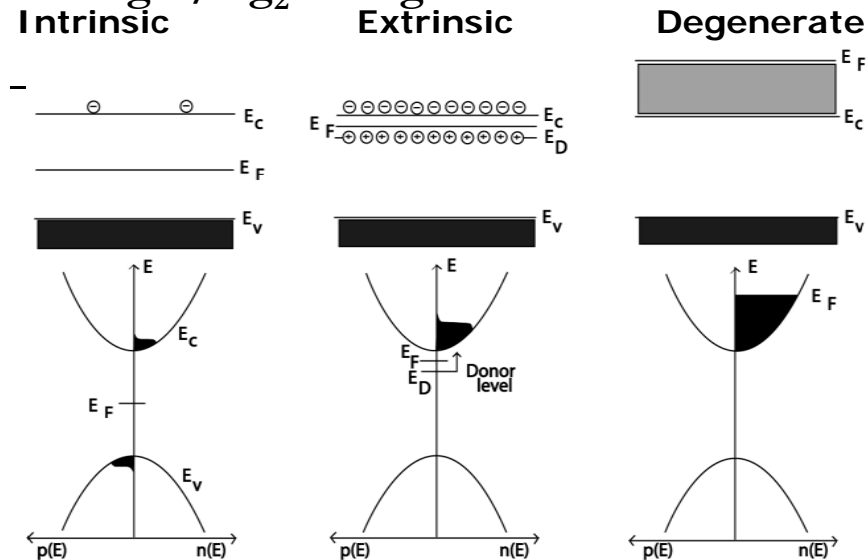 Intrinsic Extrinsic Degenerate
E F
E c
E c
E F
E D
E c
E F
E v
E v
E v
E
E
E
E c
E F
E D
Donor
level
E F
E F
E v
p(E) n(E) p(E) n(E) p(E) n(E)